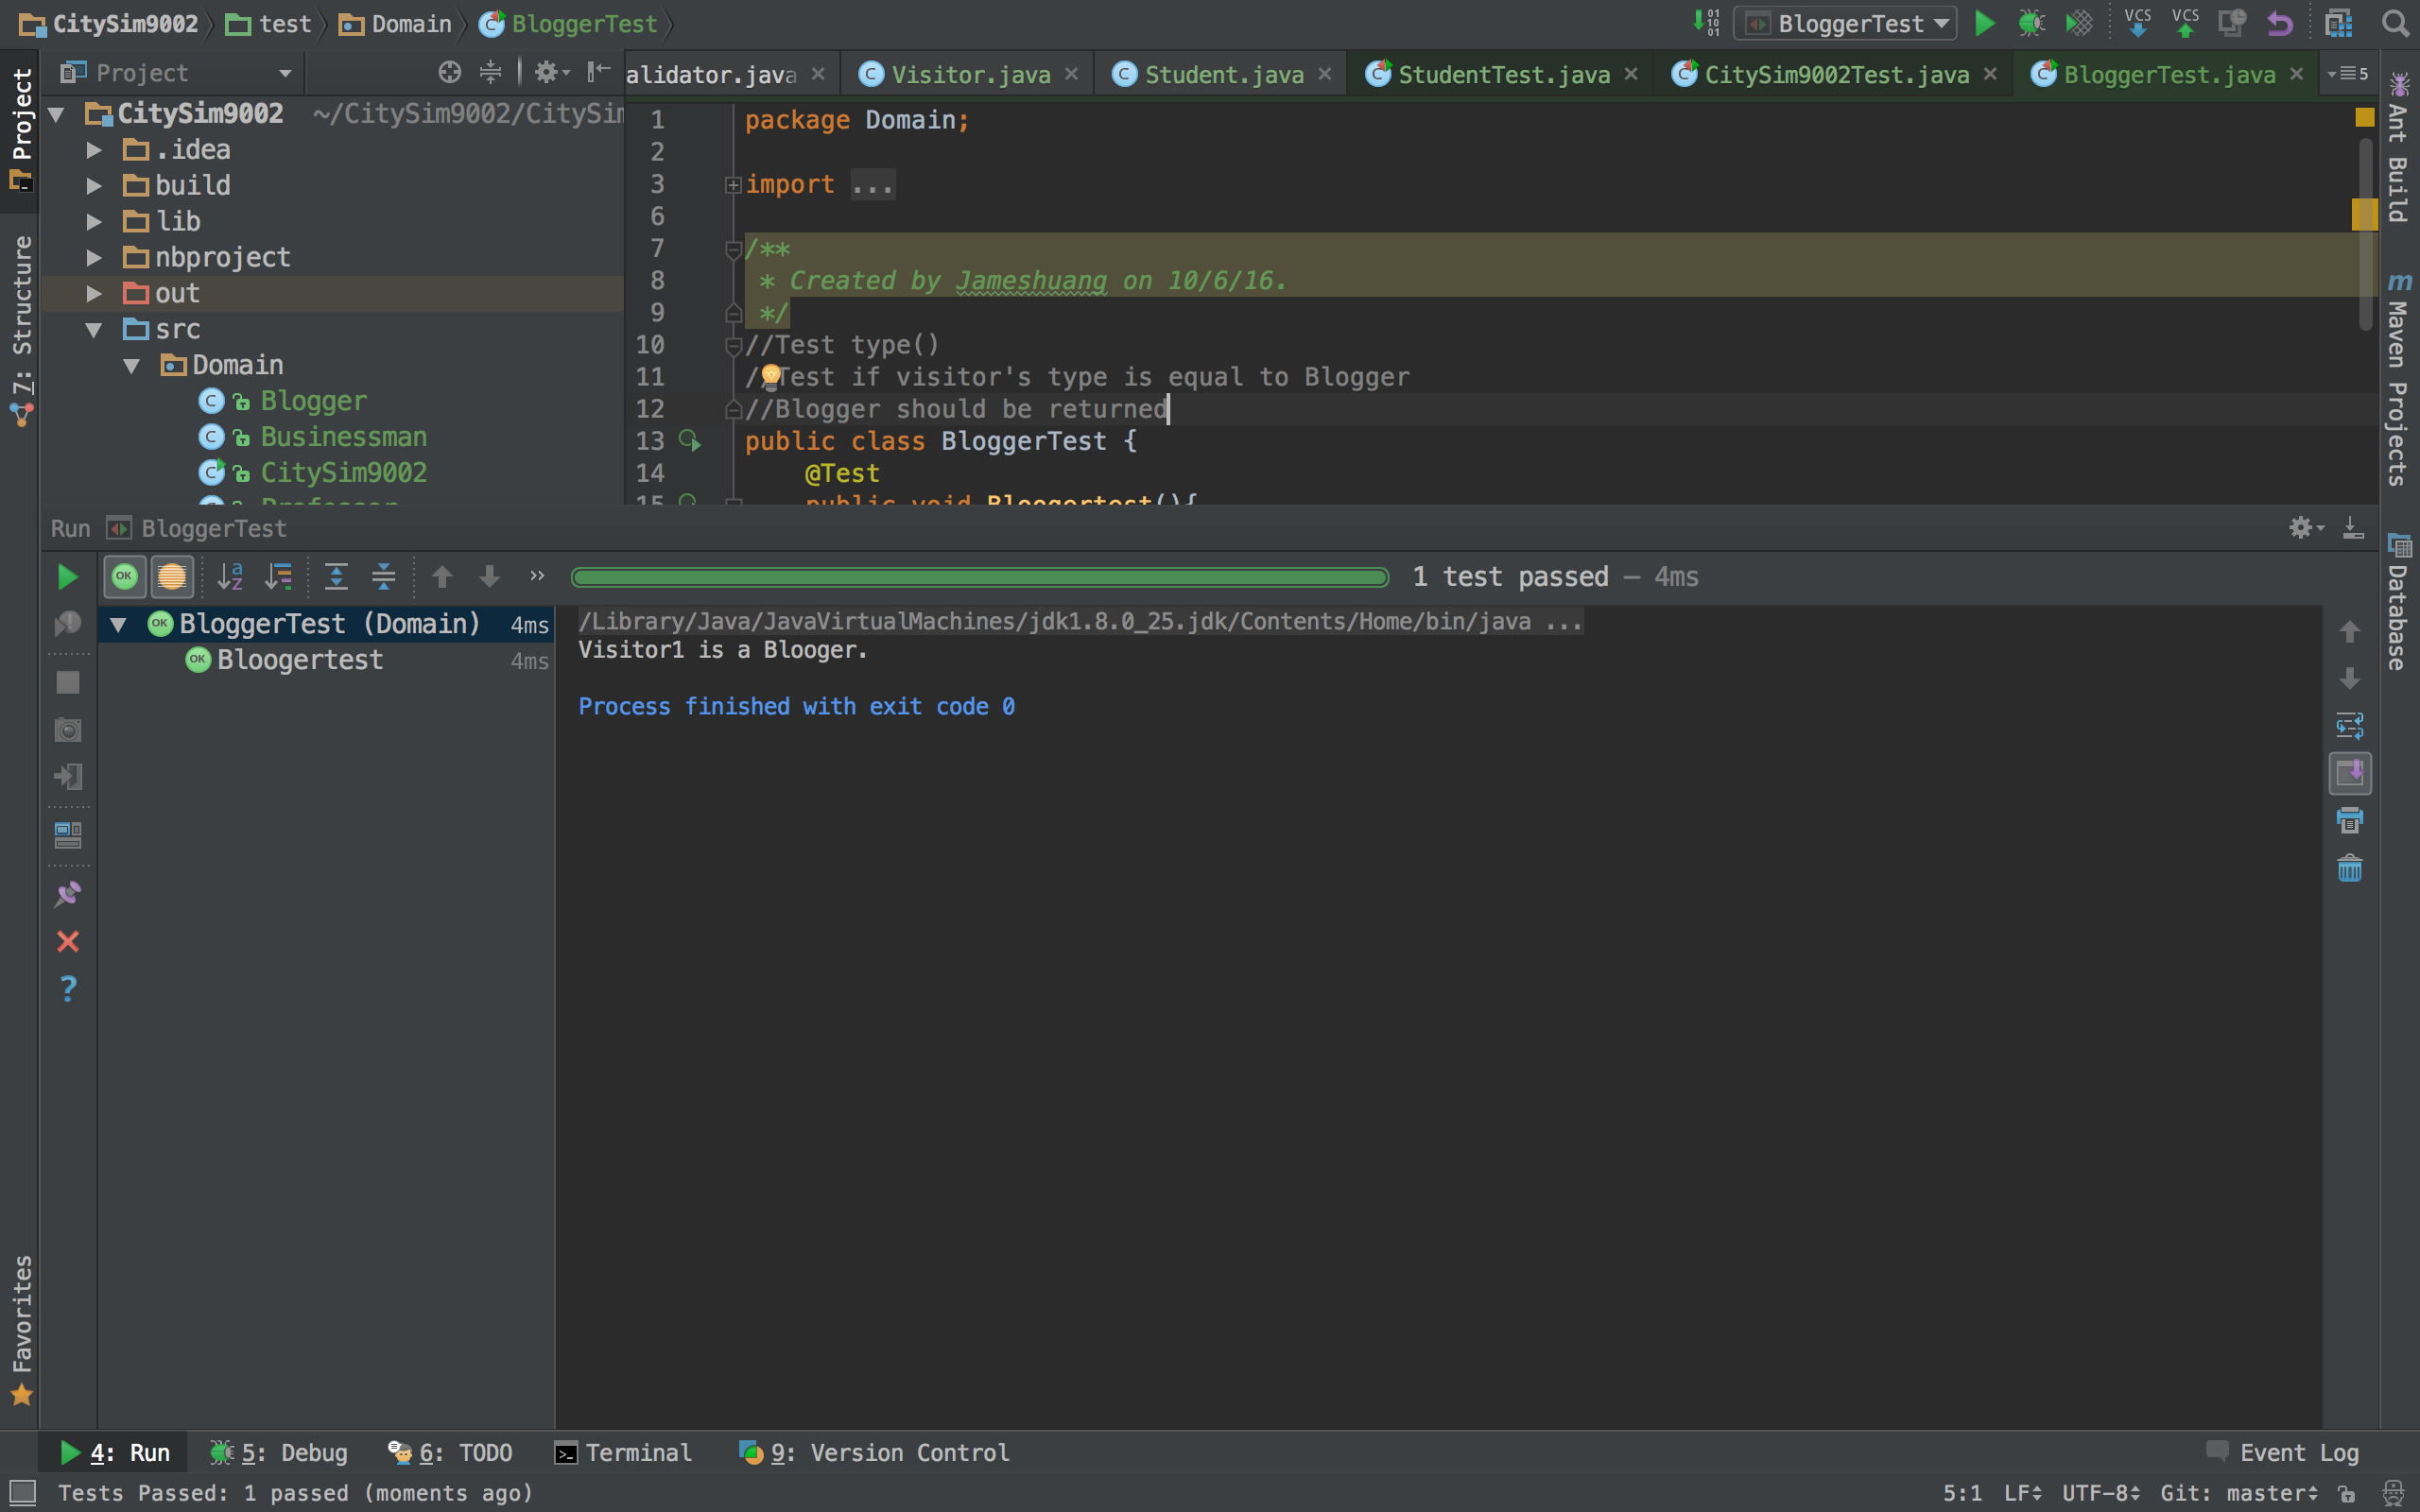 CitySim9002 test Domain BloggerTest
BloggerTest
VCS VCS
Project
alidator.java Visitor.java Student.java StudentTest.java CitySim9002Test.java BloggerTest.java 5
Project
7: Structure
Favorites
CitySim9002 ~/CitySim9002/CitySim
.idea
build
lib
nbproject
out
src
Domain
Blogger
Businessman
CitySim9002
1 package Domain;
2
3 import ...
6
7 /**
8 * Created by Jameshuang on 10/6/16.
9 */
10 //Test type()
11 //Test if visitor's type is equal to Blogger
12 //Blogger should be returned
13 public class BloggerTest {
14 @Test
15 public void Bloogertest(){
Ant Build
Maven Projects
Database
Run BloggerTest
1 test passed – 4ms
BloggerTest (Domain) 4ms
Bloogertest 4ms
/Library/Java/JavaVirtualMachines/jdk1.8.0_25.jdk/Contents/Home/bin/java ...
Visitor1 is a Blooger.
Process finished with exit code 0
4: Run 5: Debug 6: TODO Terminal 9: Version Control Event Log
Tests Passed: 1 passed (moments ago) 5:1 LF UTF-8 Git: master